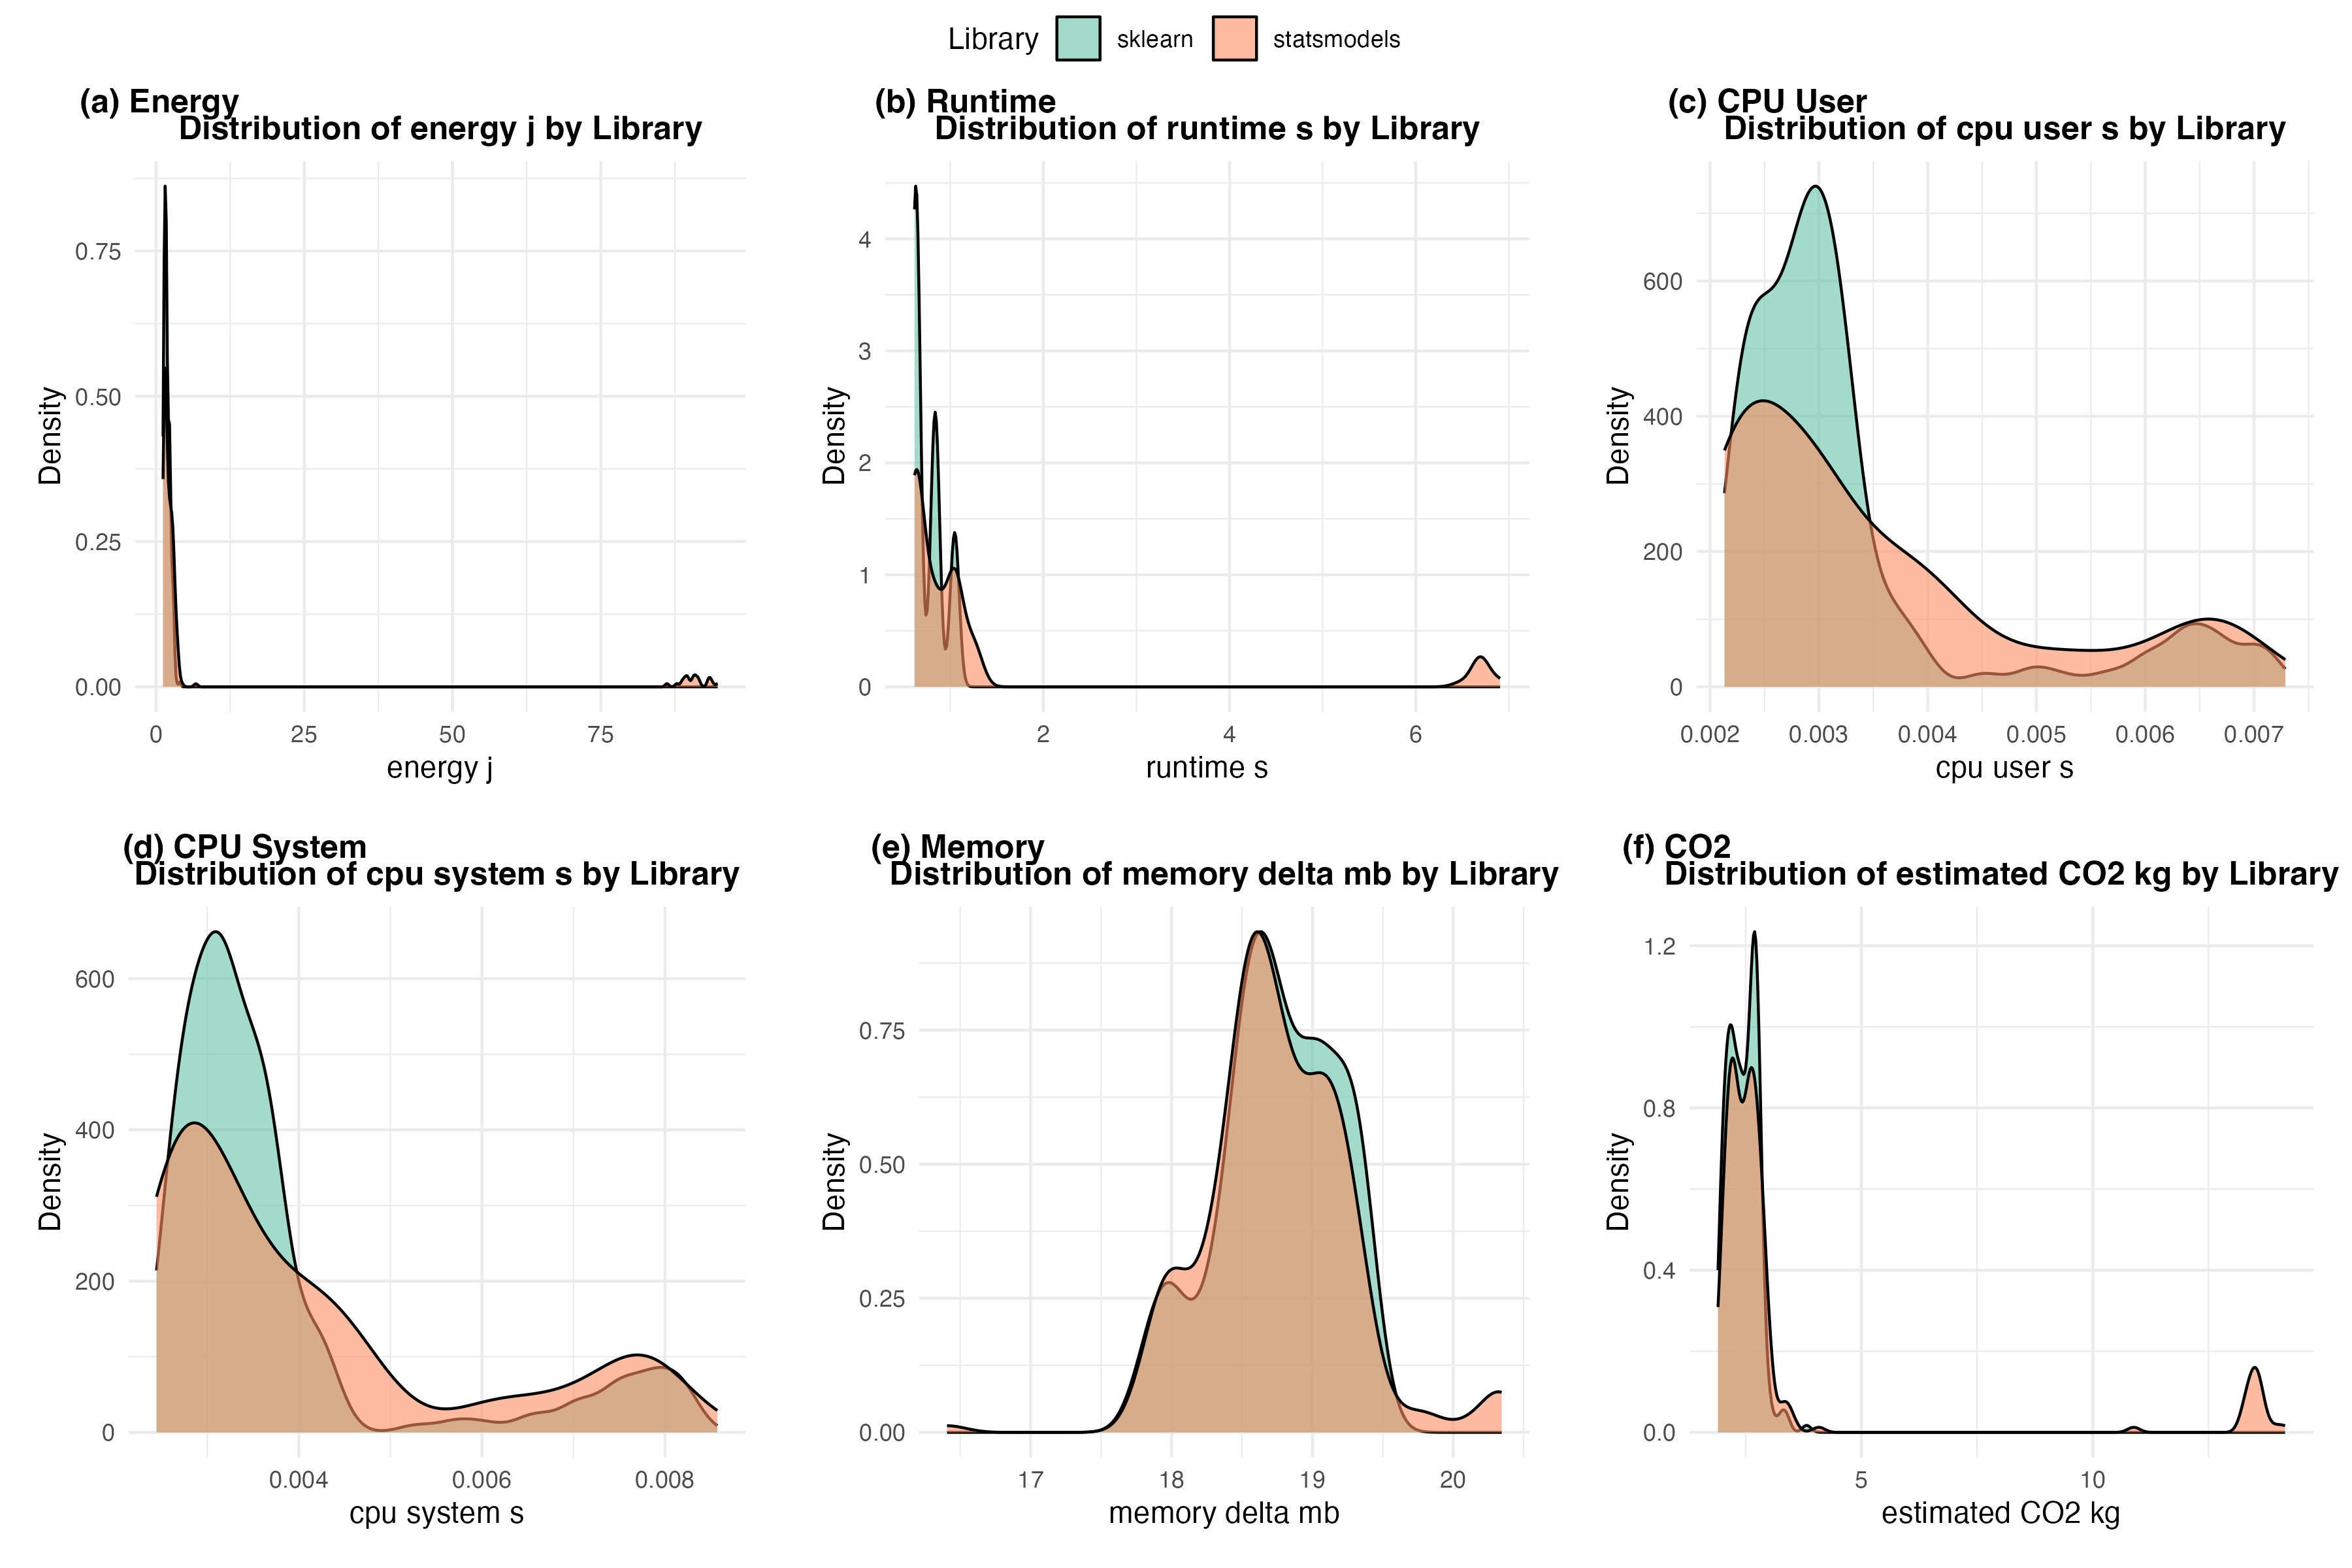 Library sklearn statsmodels
(a) Energy
Distribution of energy j by Library
Density
0.75
0.50
0.25
0.00
0 25 50 75
energy j
(b) Runtime
Distribution of runtime s by Library
Density
4
3
2
1
0
2 4 6
runtime s
(c) CPU User
Distribution of cpu user s by Library
Density
600
400
200
0
0.002 0.003 0.004 0.005 0.006 0.007
cpu user s
(d) CPU System
Distribution of cpu system s by Library
Density
600
400
200
0
0.004 0.006 0.008
cpu system s
(e) Memory
Distribution of memory delta mb by Library
Density
0.75
0.50
0.25
0.00
17 18 19 20
memory delta mb
(f) CO2
Distribution of estimated CO2 kg by Library
Density
1.2
0.8
0.4
0.0
5 10
estimated CO2 kg